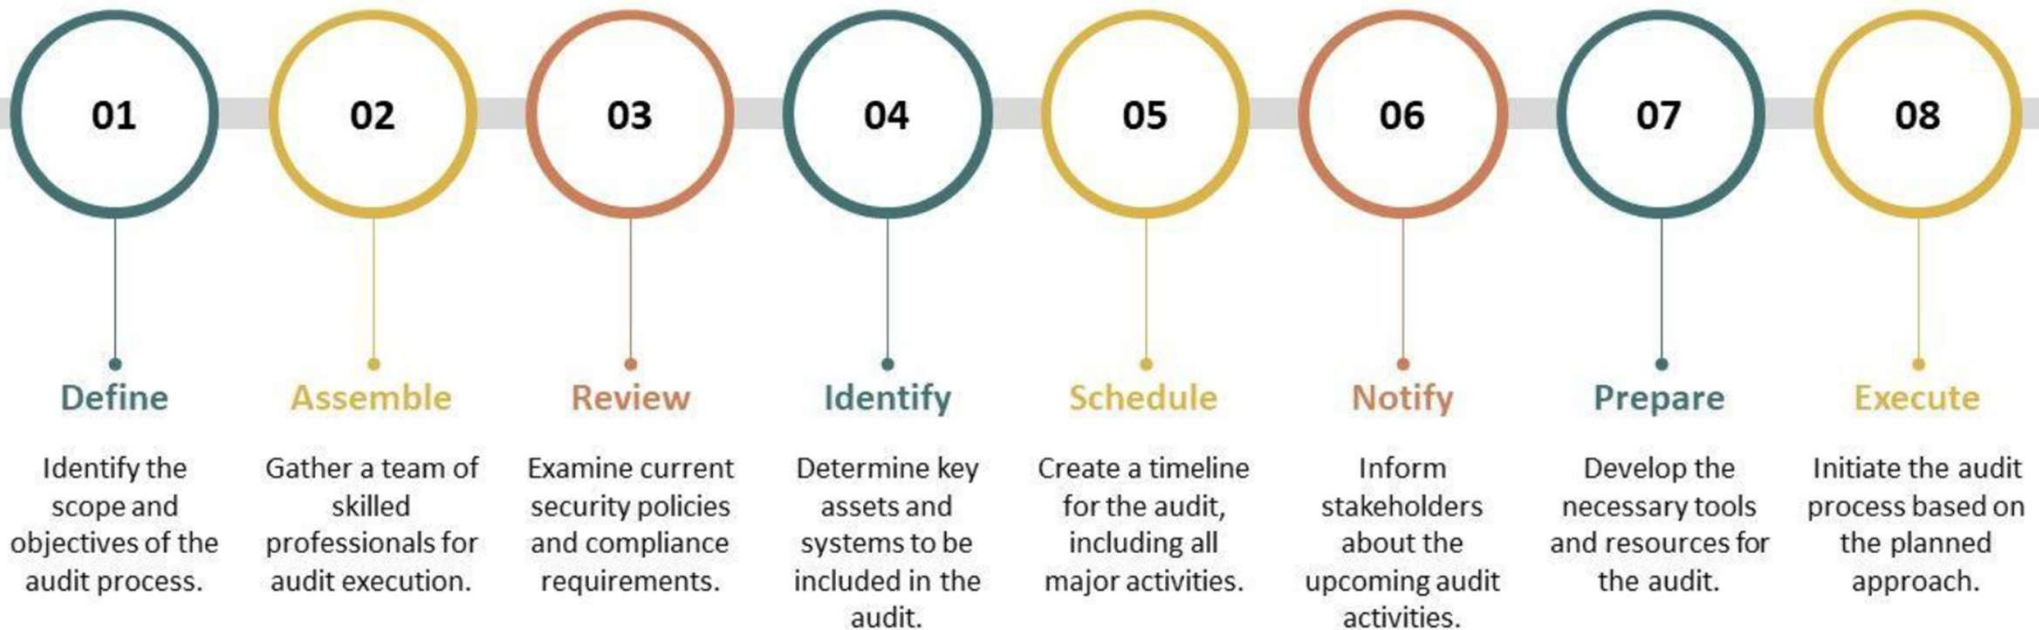 01
02
03
04
05
06
07
08
Define
Identify the
scope and
objectives of the
audit process.
Assemble
Gather a team of
skilled
professionals for
audit execution.
Review
Examine current
security policies
and compliance
requirements.
Identify
Determine key
assets and
systems to be
included in the
audit.
Schedule
Create a timeline
for the audit,
including all
major activities.
Notify
Inform
stakeholders
about the
upcoming audit
activities.
Prepare
Develop the
necessary tools
and resources for
the audit.
Execute
Initiate the audit
process based on
the planned
approach.